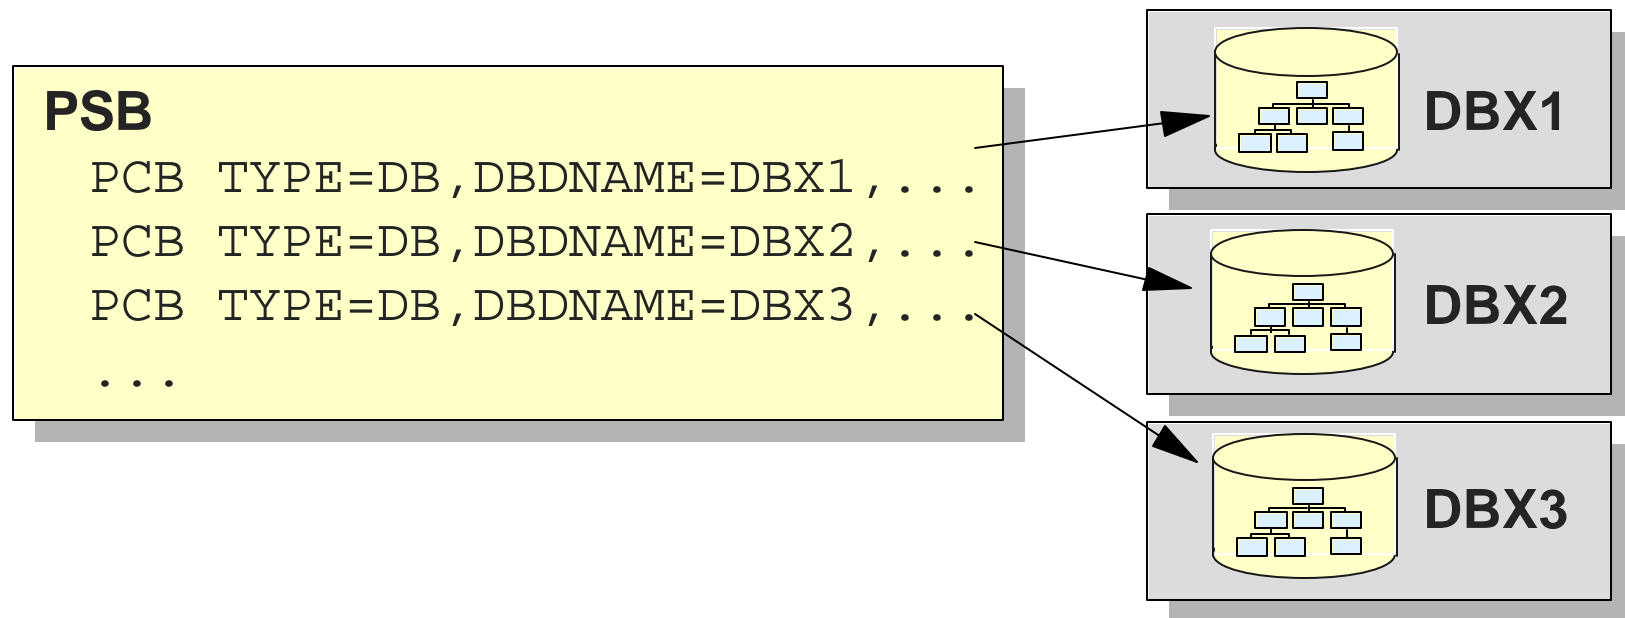 PSB
PCB TYPE=DB,DBDNAME=DBX1,...
PCB TYPE=DB,DBDNAME=DBX2,...
PCB TYPE=DB,DBDNAME=DBX3,...
...
DBX1
DBX2
DBX3